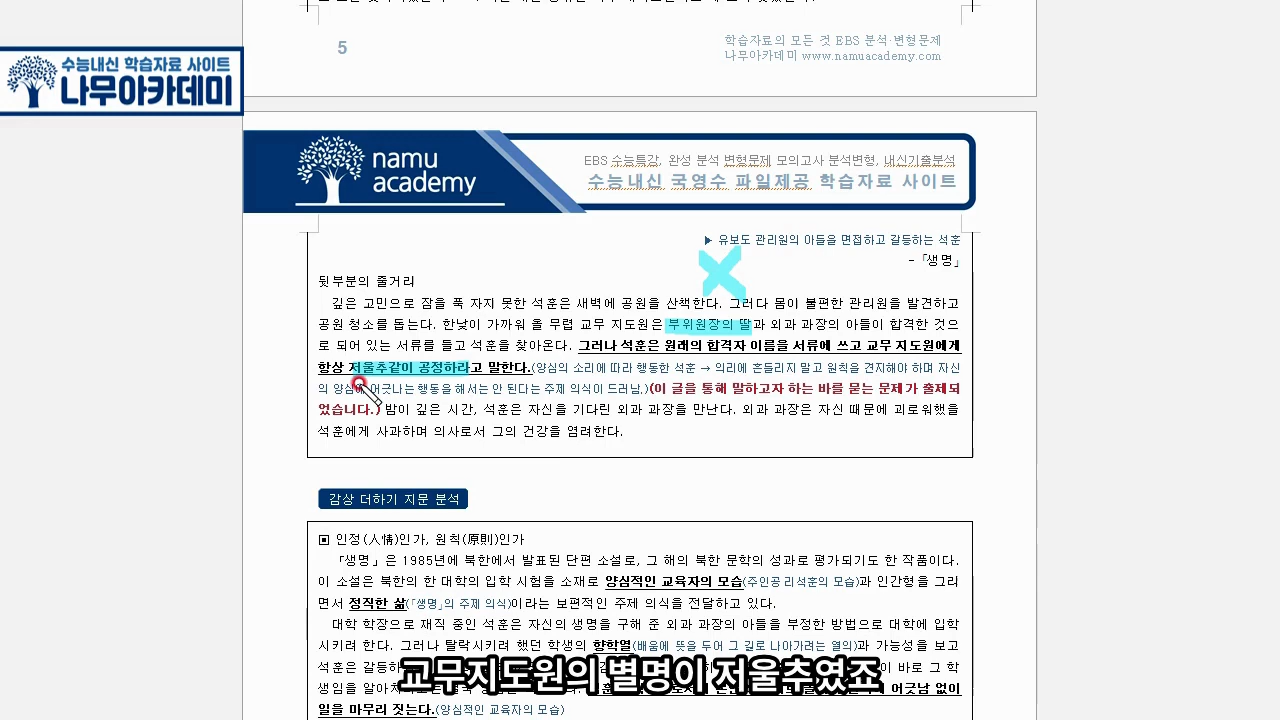 5
학습자료의 모든 것 EBS 분석·변형문제
나무아카데미 www.namuacademy.com
수능내신 학습자료 사이트
나무아카데미
namu
academy
EBS 수능특강, 완성 분석 변형문제 모의고사 분석변형, 내신기출분석
수능내신 국영수 파일제공 학습자료 사이트
▶ 유보도 관리원의 아들을 면접하고 갈등하는 석훈
-「생명」
뒷부분의 줄거리
깊은 고민으로 잠을 푹 자지 못한 석훈은 새벽에 공원을 산책한다. 그러다 몸이 불편한 관리원을 발견하고
공원 청소를 돕는다. 한낮이 가까워 올 무렵 교무 지도원은 부위원장의 딸과 외과 과장의 아들이 합격한 것으
로 되어 있는 서류를 들고 석훈을 찾아온다. 그러나 석훈은 원래의 합격자 이름을 서류에 쓰고 교무 지도원에게
항상 저울추같이 공정하라고 말한다.(양심의 소리에 따라 행동한 석훈 → 의리에 흔들리지 말고 원칙을 견지해야 하며 자신
의 양심에 어긋나는 행동을 해서는 안 된다는 주제 의식이 드러남.)(이 글을 통해 말하고자 하는 바를 묻는 문제가 출제되
었습니다.) 밤이 깊은 시간, 석훈은 자신을 기다린 외과 과장을 만난다. 외과 과장은 자신 때문에 괴로워했을
석훈에게 사과하며 의사로서 그의 건강을 염려한다.
감상 더하기 지문 분석
▣ 인정(人情)인가, 원칙(原則)인가
「생명」은 1985년에 북한에서 발표된 단편 소설로, 그 해의 북한 문학의 성과로 평가되기도 한 작품이다.
이 소설은 북한의 한 대학의 입학 시험을 소재로 양심적인 교육자의 모습(주인공 리석훈의 모습)과 인간형을 그리
면서 정직한 삶(「생명」의 주제 의식)이라는 보편적인 주제 의식을 전달하고 있다.
대학 학장으로 재직 중인 석훈은 자신의 생명을 구해 준 외과 과장의 아들을 부정한 방법으로 대학에 입학
시키려 한다. 그러나 탈락시키려 했던 학생의 향학열(배움에 뜻을 두어 그 길로 나아가려는 열의)과 가능성을 보고
석훈은 갈등하 이 바로 그 학
생임을 알아 어긋남 없이
일을 마무리 짓는다.(양심적인 교육자의 모습)
교무지도원의 별명이 저울추였죠